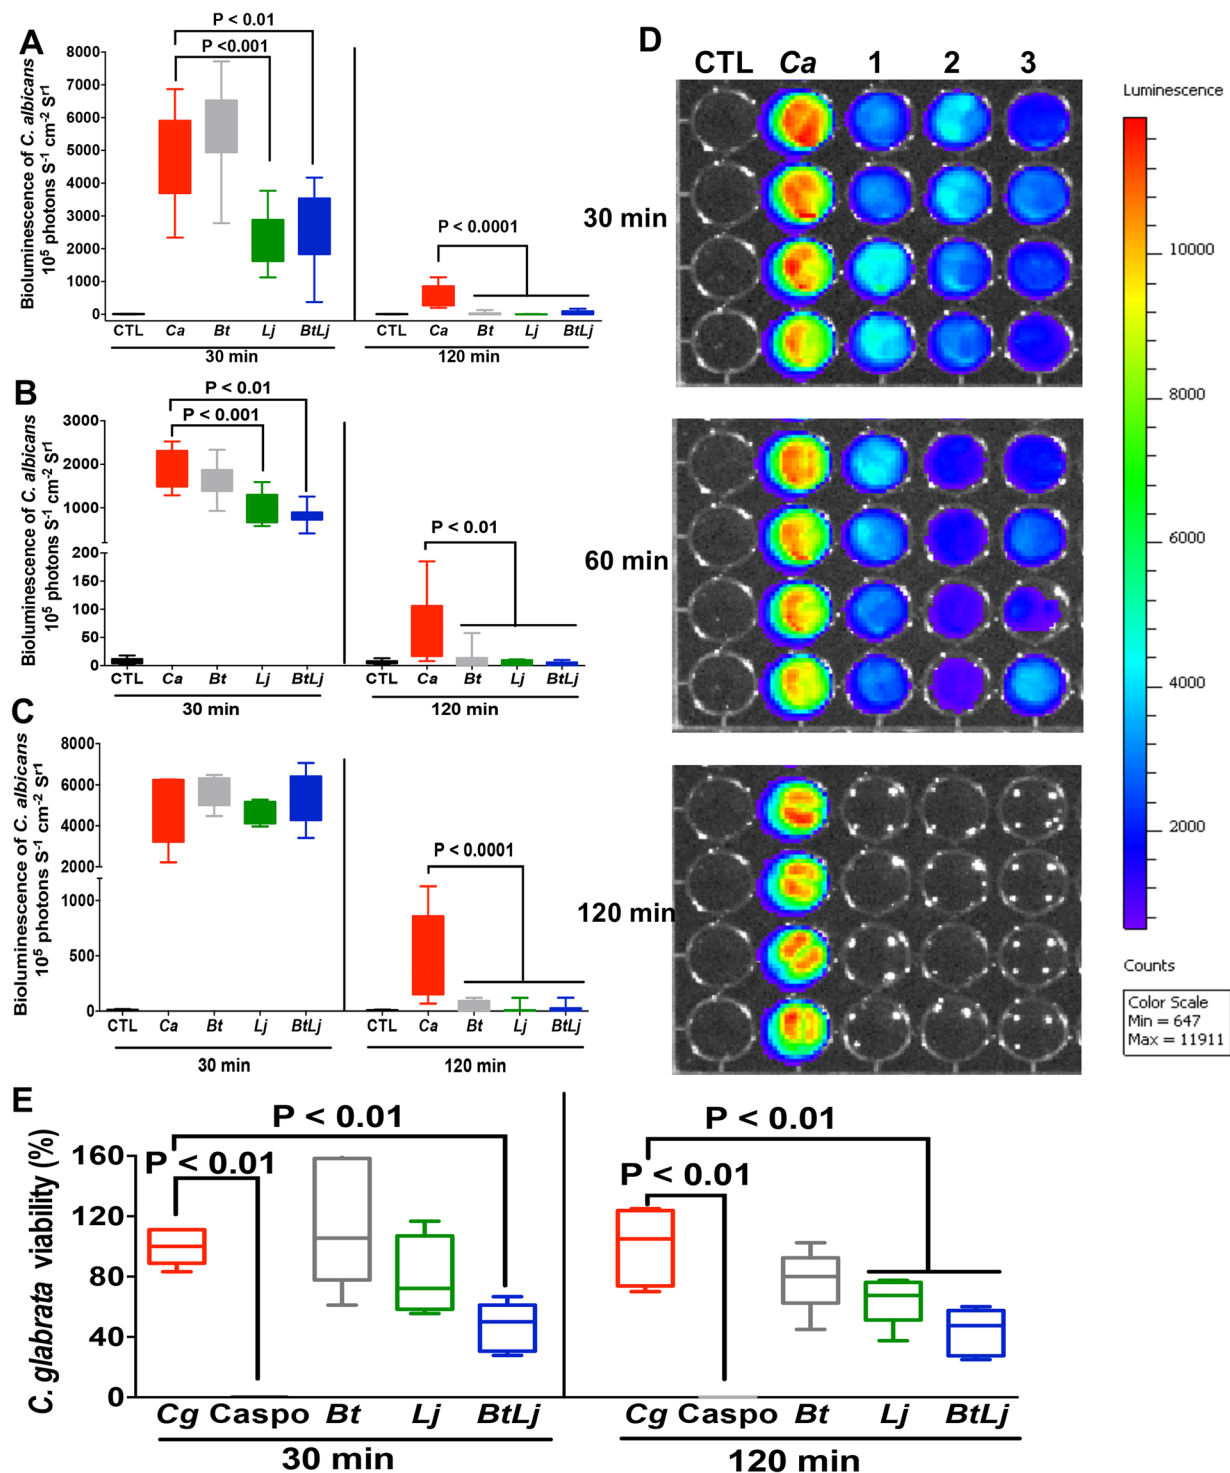 A
P < 0.01
P <0.001
Bioluminescence of C. albicans
10⁵ photons S⁻¹ cm⁻² Sr¹
8000
7000
6000
5000
4000
3000
2000
1000
0
CTL Ca Bt Lj BtLj
30 min
P < 0.0001
CTL Ca Bt Lj BtLj
120 min
B
P < 0.01
P < 0.001
Bioluminescence of C. albicans
10⁵ photons S⁻¹ cm⁻² Sr¹
3000
2000
1000
200
150
100
50
0
CTL Ca Bt Lj BtLj
30 min
P < 0.01
CTL Ca Bt Lj BtLj
120 min
C
Bioluminescence of C. albicans
10⁵ photons S⁻¹ cm⁻² Sr¹
8000
6000
4000
2000
1000
500
0
CTL Ca Bt Lj BtLj
30 min
P < 0.0001
CTL Ca Bt Lj BtLj
120 min
D
CTL Ca 1 2 3
30 min
60 min
120 min
Luminescence
10000
8000
6000
4000
2000
Counts
Color Scale
Min = 647
Max = 11911
E
C. glabrata viability (%)
160
120
80
40
0
P < 0.01
P < 0.01
Cg Caspo Bt Lj BtLj
30 min
P < 0.01
P < 0.01
Cg Caspo Bt Lj BtLj
120 min